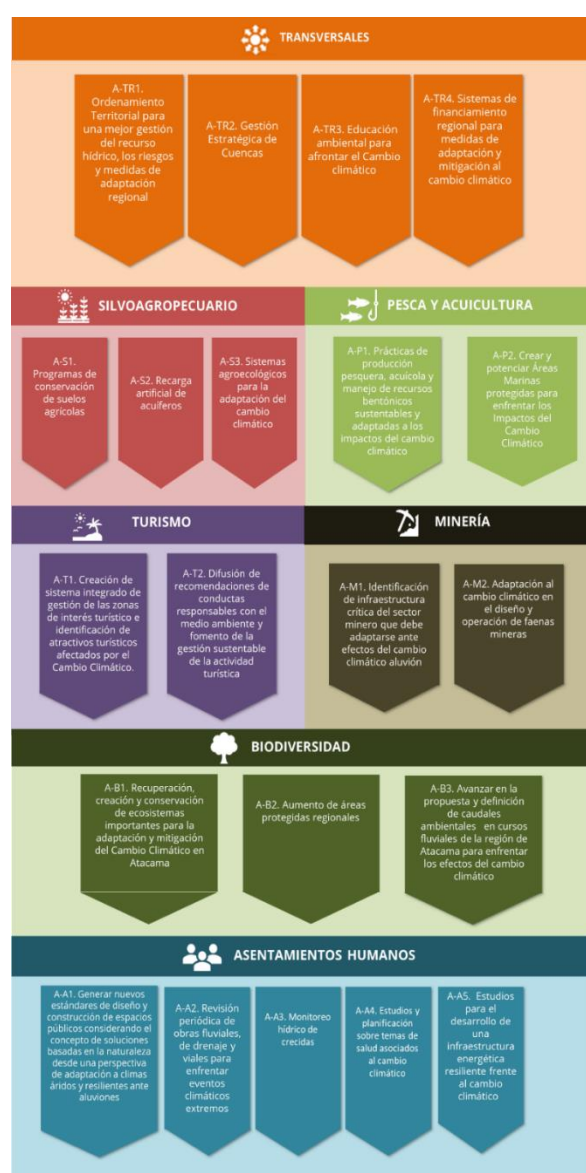 TRANSVERSALES
A-TR1.
Ordenamiento
Territorial para
una mejor gestión
del recurso
hídrico, los riesgos
y medidas de
adaptación
regional
A-TR2. Gestión
Estratégica de
Cuencas
A-TR3. Educación
ambiental para
afrontar el Cambio
climático
A-TR4. Sistemas de
financiamiento
regional para
medidas de
adaptación y
mitigación al
cambio climático
SILVOAGROPECUARIO
A-S1.
Programas de
conservación
de suelos
agrícolas
A-S2. Recarga
artificial de
acuíferos
A-S3. Sistemas
agroecológicos
para la
adaptación del
cambio
climático
PESCA Y ACUICULTURA
A-P1. Prácticas de
producción
pesquera, acuícola y
manejo de recursos
bentónicos
sustentables y
adaptadas a los
impactos del cambio
climático
A-P2. Crear y
potenciar Áreas
Marinas
protegidas para
enfrentar los
Impactos del
Cambio
Climático
TURISMO
A-T1. Creación de
sistema integrado de
gestión de las zonas
de interés turístico e
identificación de
atractivos turísticos
afectados por el
Cambio Climático.
A-T2. Difusión de
recomendaciones de
conductas
responsables con el
medio ambiente y
fomento de la
gestión sustentable
de la actividad
turística
MINERÍA
A-M1. Identificación
de infraestructura
crítica del sector
minero que debe
adaptarse ante
efectos del cambio
climático aluvión
A-M2. Adaptación al
cambio climático en
el diseño y
operación de faenas
mineras
BIODIVERSIDAD
A-B1. Recuperación,
creación y conservación
de ecosistemas
importantes para la
adaptación y mitigación
del Cambio Climático en
Atacama
A-B2. Aumento de áreas
protegidas regionales
A-B3. Avanzar en la
propuesta y definición
de caudales
ambientales en cursos
fluviales de la región de
Atacama para enfrentar
los efectos del cambio
climático
ASENTAMIENTOS HUMANOS
A-A1. Generar nuevos
estándares de diseño y
construcción de espacios
públicos considerando el
concepto de soluciones
basadas en la naturaleza
desde una perspectiva
de adaptación a climas
áridos y resilientes ante
aluviones
A-A2. Revisión
periódica de
obras fluviales,
de drenaje y
viales para
enfrentar
eventos
climáticos
extremos
A-A3. Monitoreo
hídrico de
crecidas
A-A4. Estudios y
planificación
sobre temas de
salud asociados
al cambio
climático
A-A5. Estudios
para el
desarrollo de
una
infraestructura
energética
resiliente frente
al cambio
climático